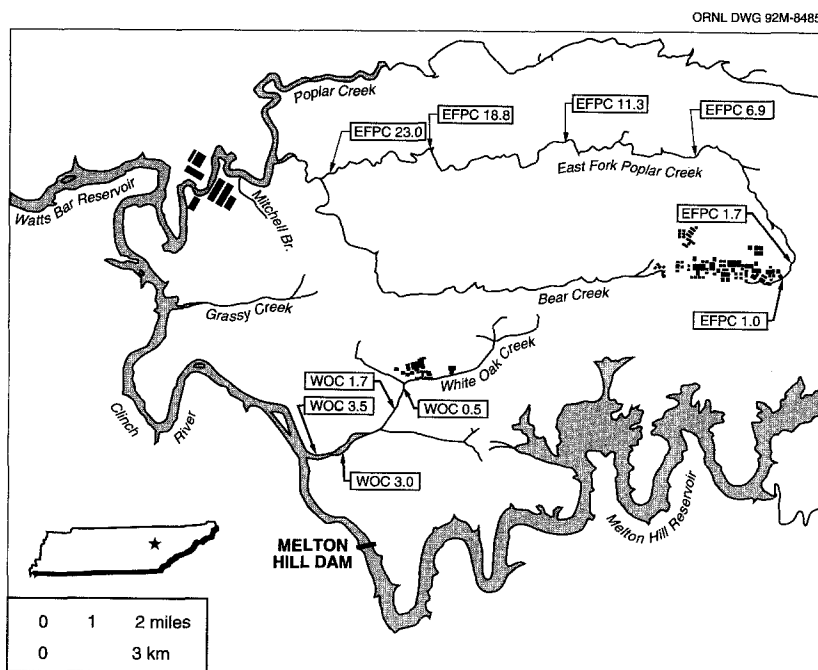 ORNL DWG 92M-8485
Poplar Creek
EFPC 23.0
EFPC 18.8
EFPC 11.3
EFPC 6.9
East Fork Poplar Creek
Watts Bar Reservoir
Mitchell Br.
EFPC 1.7
Grassy Creek
Bear Creek
EFPC 1.0
White Oak Creek
WOC 1.7
WOC 3.5
WOC 0.5
Clinch
River
WOC 3.0
Melton Hill Reservoir
MELTON
HILL DAM
0 1 2 miles
0 3 km